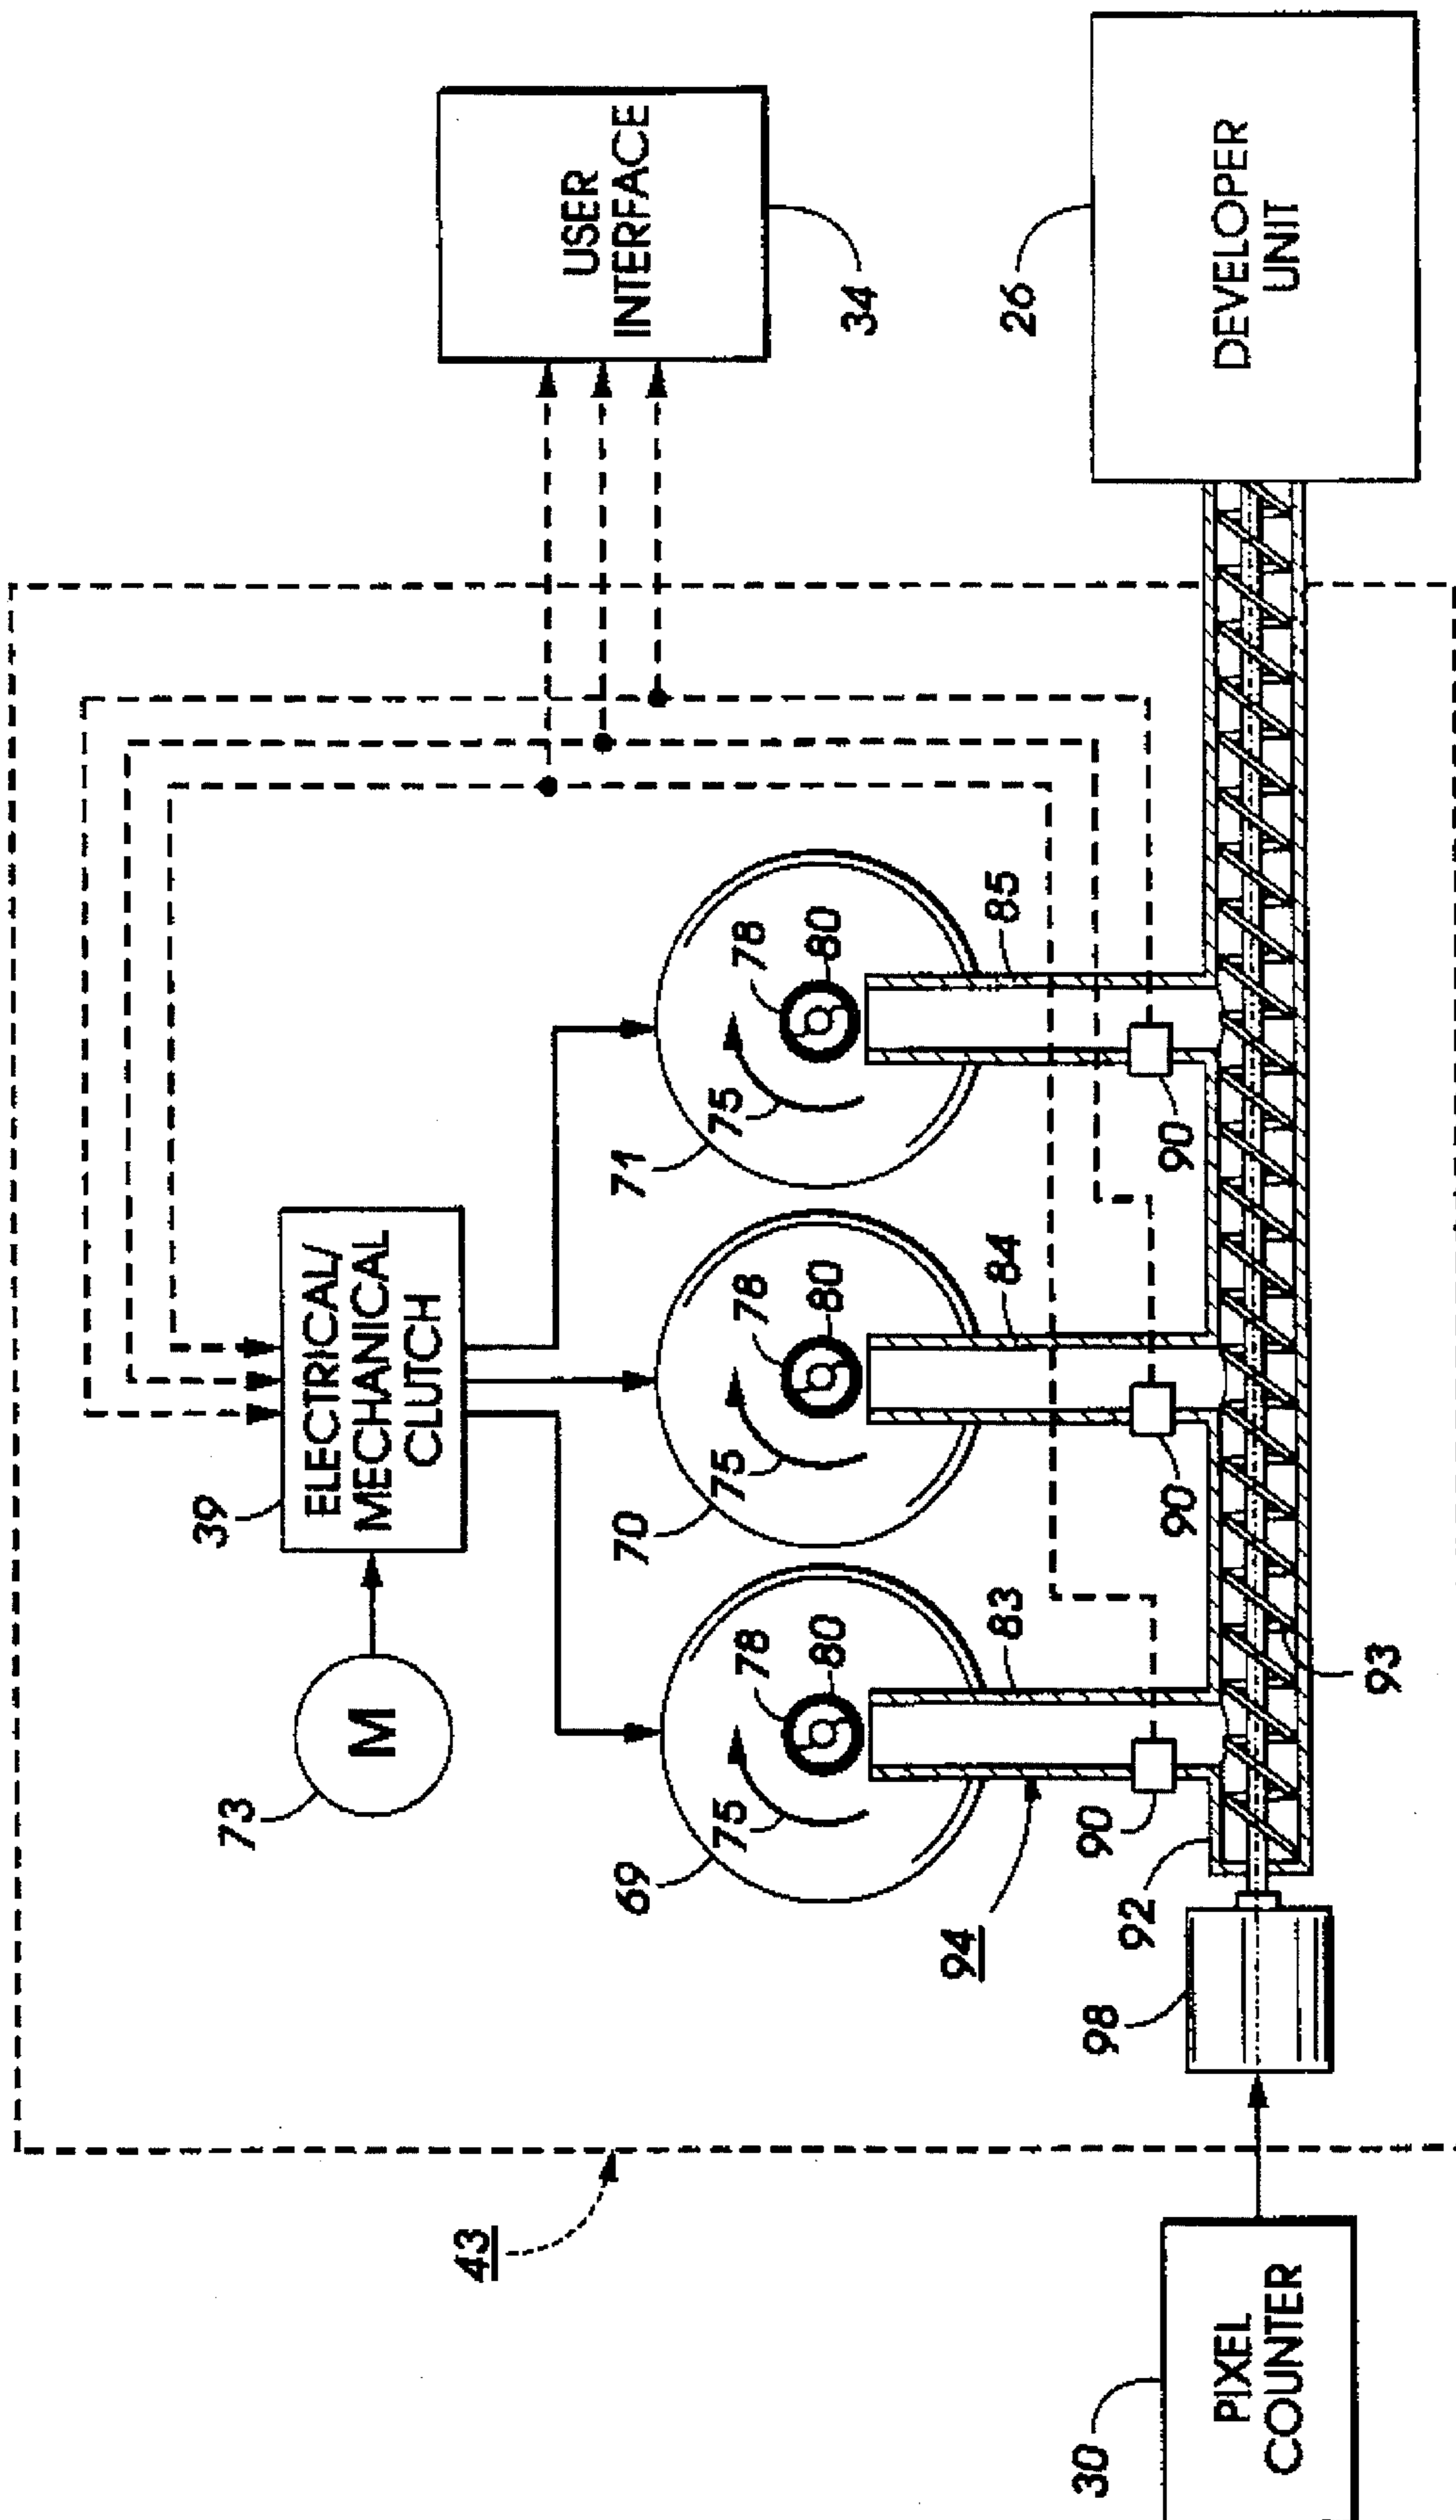 43
73
M
39
ELECTRICAL/
MECHANICAL
CLUTCH
USER
INTERFACE
34
69
75
78
80
70
75
78
80
71
75
78
80
94
83
84
85
90
90
90
92
98
93
30
PIXEL
COUNTER
26
DEVELOPER
UNIT